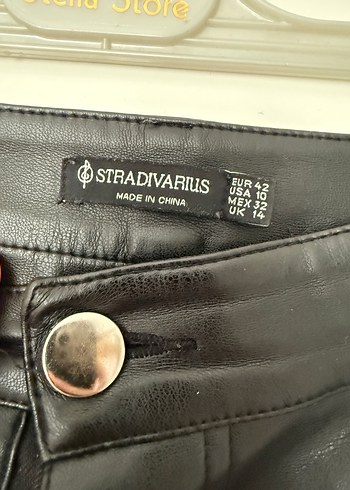 Stella Store
STRADIVARIUS
MADE IN CHINA
EUR 42
USA 10
MEX 32
UK 14